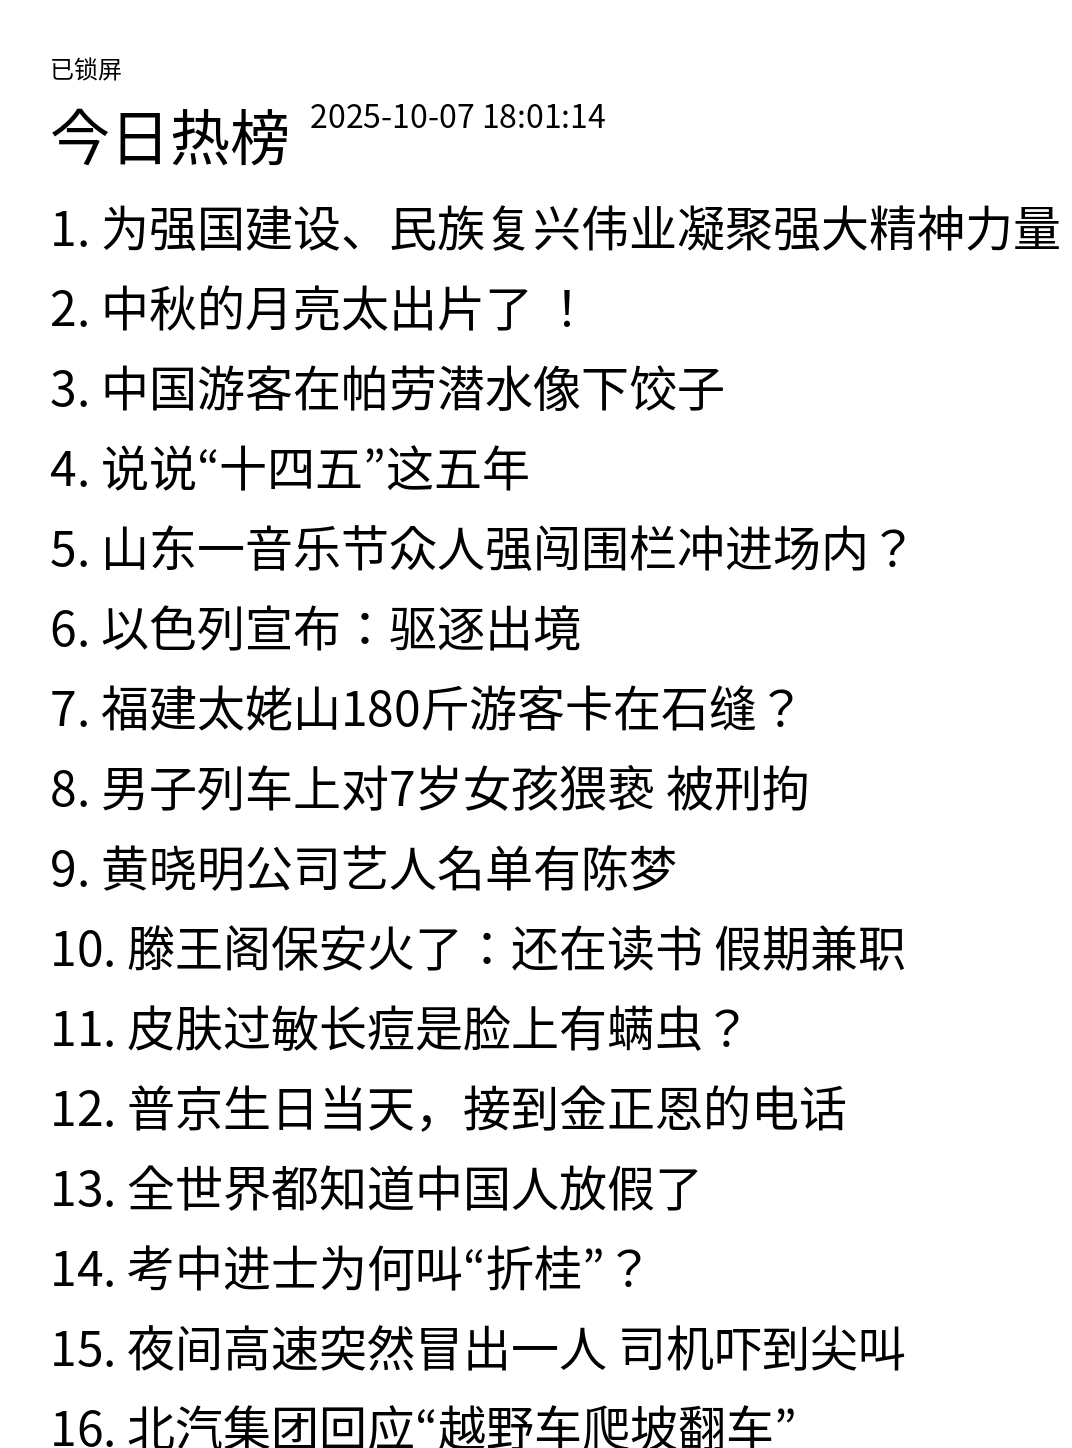 已锁屏
今日热榜 2025-10-07 18:01:14
1. 为强国建设、民族复兴伟业凝聚强大精神力量
2. 中秋的月亮太出片了 ！
3. 中国游客在帕劳潜水像下饺子
4. 说说“十四五”这五年
5. 山东一音乐节众人强闯围栏冲进场内？
6. 以色列宣布：驱逐出境
7. 福建太姥山180斤游客卡在石缝？
8. 男子列车上对7岁女孩猥亵 被刑拘
9. 黄晓明公司艺人名单有陈梦
10. 滕王阁保安火了：还在读书 假期兼职
11. 皮肤过敏长痘是脸上有螨虫？
12. 普京生日当天，接到金正恩的电话
13. 全世界都知道中国人放假了
14. 考中进士为何叫“折桂”？
15. 夜间高速突然冒出一人 司机吓到尖叫
16. 北汽集团回应“越野车爬坡翻车”